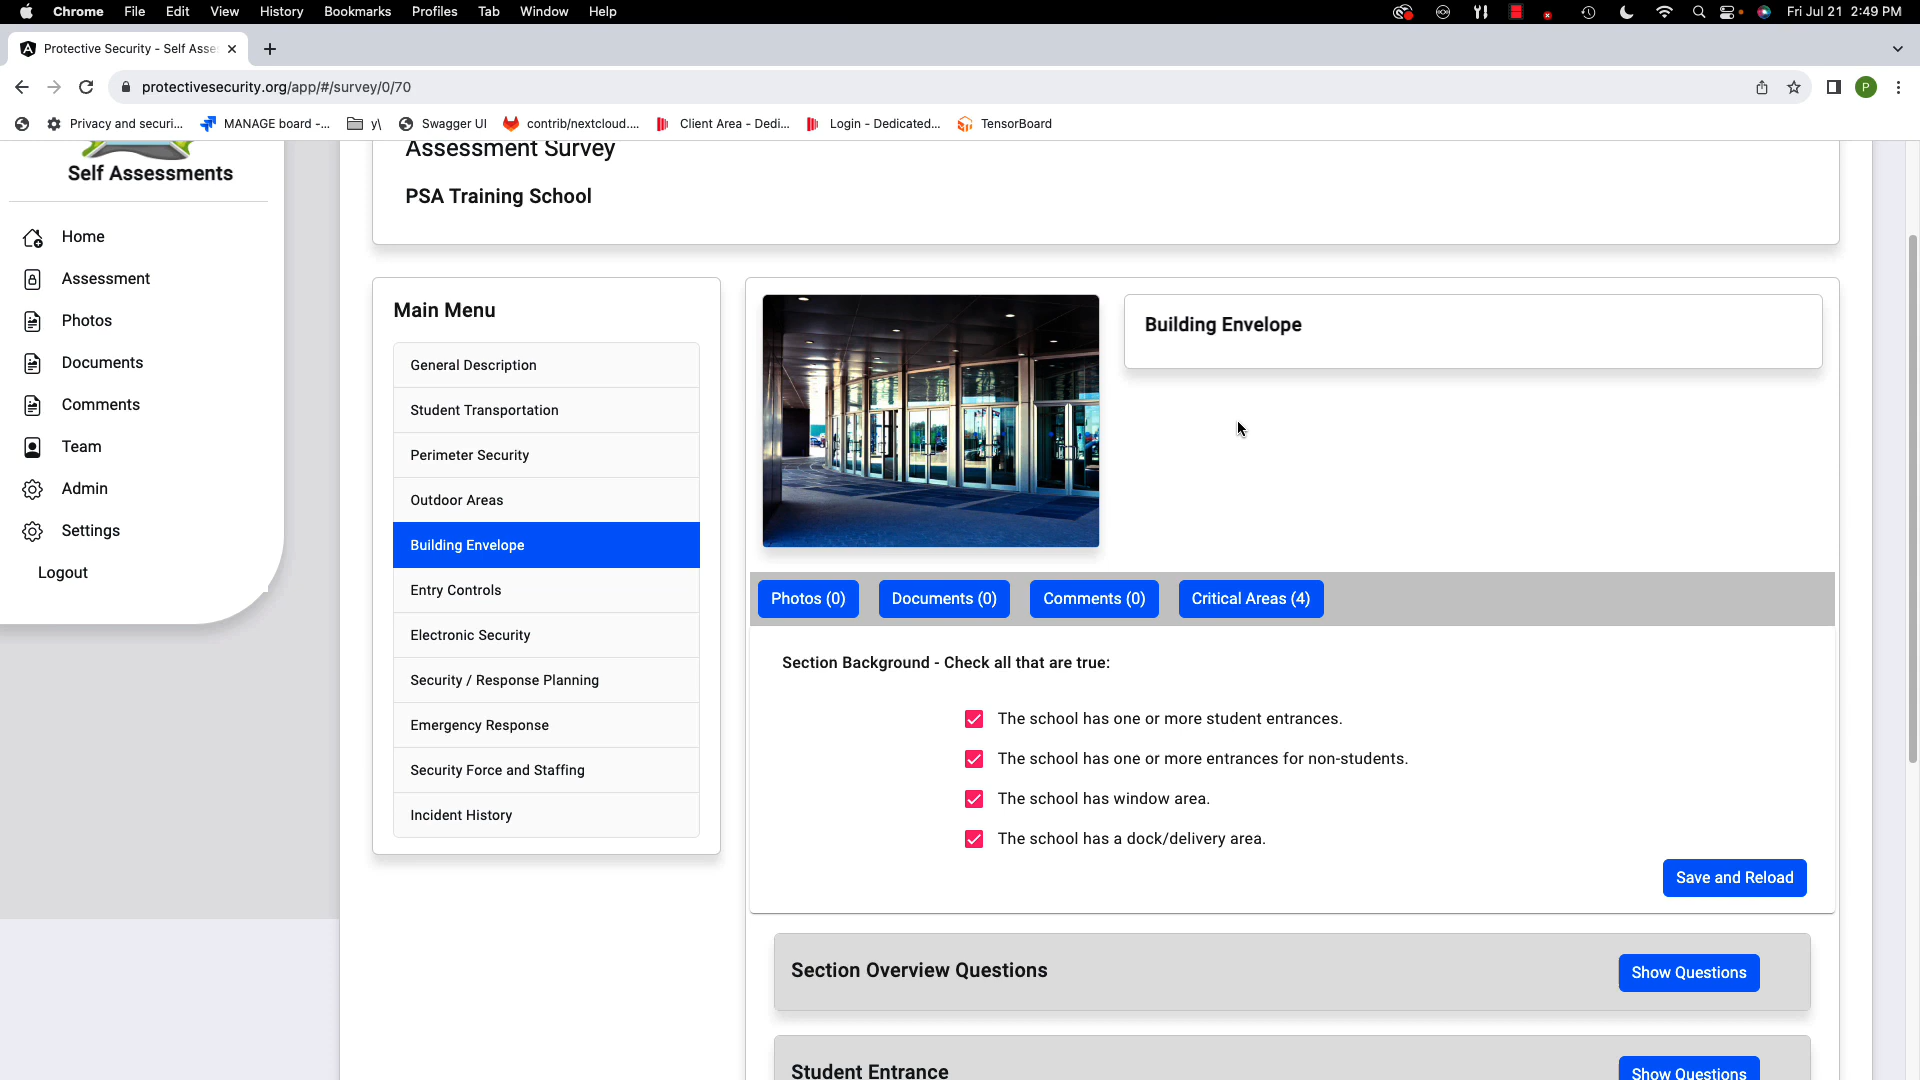 Chrome File Edit View History Bookmarks Profiles Tab Window Help Fri Jul 21 2:49 PM
Protective Security - Self Asse
protectivesecurity.org/app/#/survey/0/70 P
Privacy and securi... MANAGE board -... y\ Swagger UI contrib/nextcloud.... Client Area - Dedi... Login - Dedicated... TensorBoard
Self Assessments
Home
Assessment
Photos
Documents
Comments
Team
Admin
Settings
Logout
Assessment Survey
PSA Training School
Main Menu
General Description
Student Transportation
Perimeter Security
Outdoor Areas
Building Envelope
Entry Controls
Electronic Security
Security / Response Planning
Emergency Response
Security Force and Staffing
Incident History
Building Envelope
Photos (0) Documents (0) Comments (0) Critical Areas (4)
Section Background - Check all that are true:
The school has one or more student entrances.
The school has one or more entrances for non-students.
The school has window area.
The school has a dock/delivery area.
Save and Reload
Section Overview Questions Show Questions
Student Entrance Show Questions